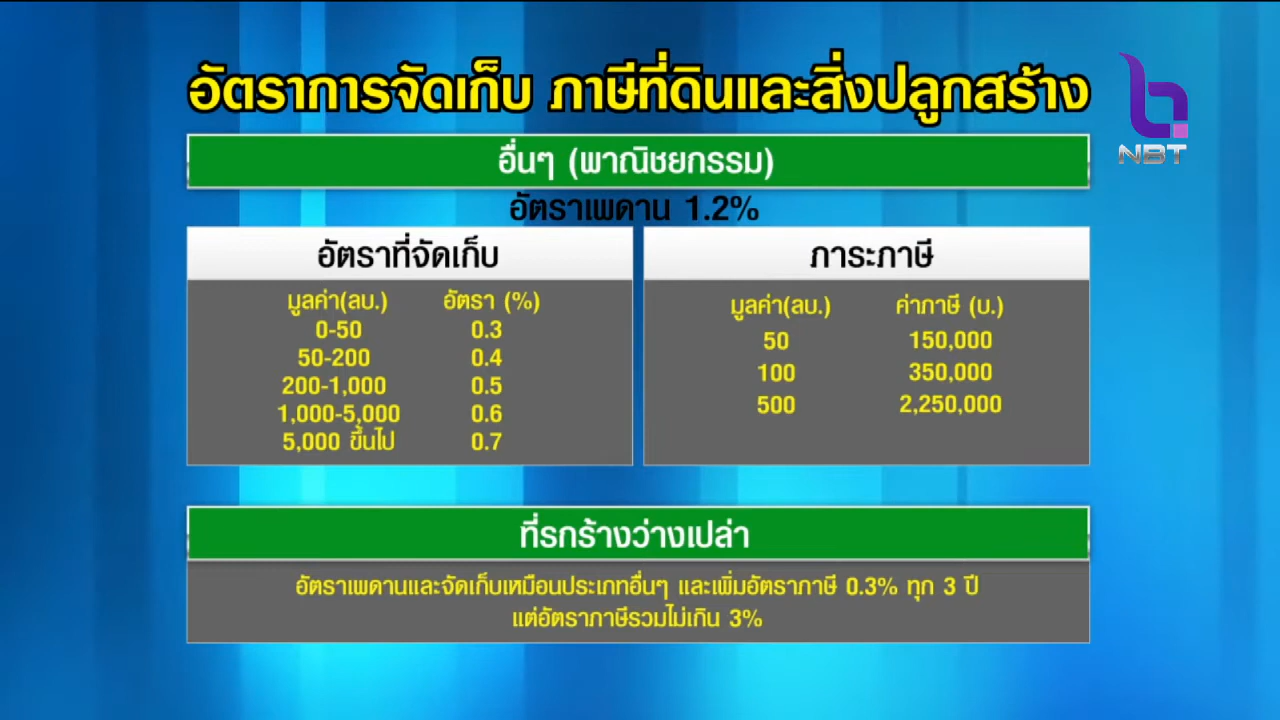 อัตราการจัดเก็บ ภาษีที่ดินและสิ่งปลูกสร้าง
NBT
อื่นๆ (พาณิชยกรรม)
อัตราเพดาน 1.2%
อัตราที่จัดเก็บ
มูลค่า(ลบ.) อัตรา (%)
0-50 0.3
50-200 0.4
200-1,000 0.5
1,000-5,000 0.6
5,000 ขึ้นไป 0.7
ภาระภาษี
มูลค่า(ลบ.) ค่าภาษี (บ.)
50 150,000
100 350,000
500 2,250,000
ที่รกร้างว่างเปล่า
อัตราเพดานและจัดเก็บเหมือนประเภทอื่นๆ และเพิ่มอัตราภาษี 0.3% ทุก 3 ปี
แต่อัตราภาษีรวมไม่เกิน 3%